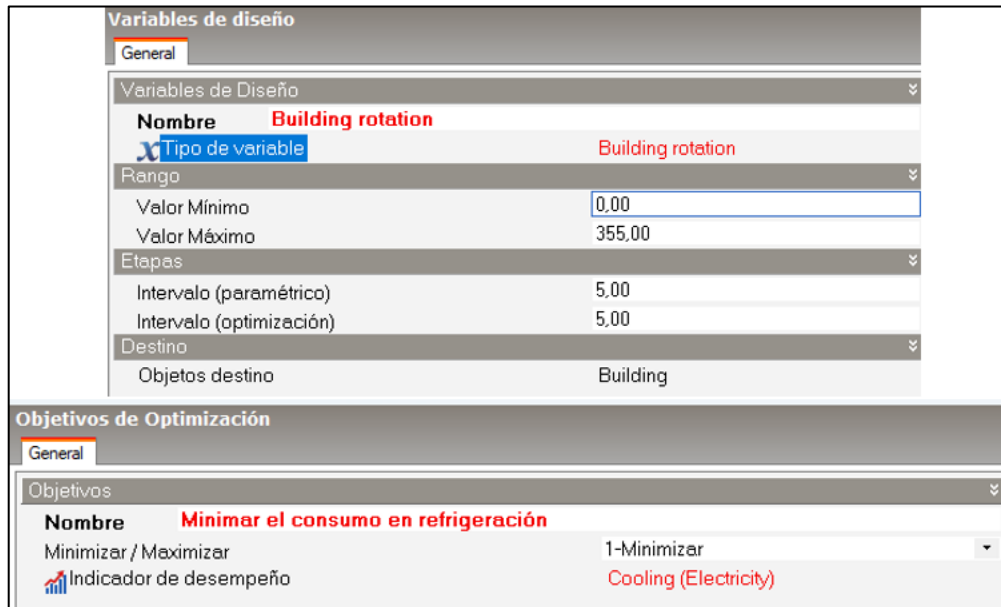 Variables de diseño
General
Variables de Diseño
Nombre Building rotation
Tipo de variable Building rotation
Rango
Valor Mínimo 0,00
Valor Máximo 355,00
Etapas
Intervalo (paramétrico) 5,00
Intervalo (optimización) 5,00
Destino
Objetos destino Building
Objetivos de Optimización
General
Objetivos
Nombre Minimar el consumo en refrigeración
Minimizar / Maximizar 1-Minimizar
Indicador de desempeño Cooling (Electricity)